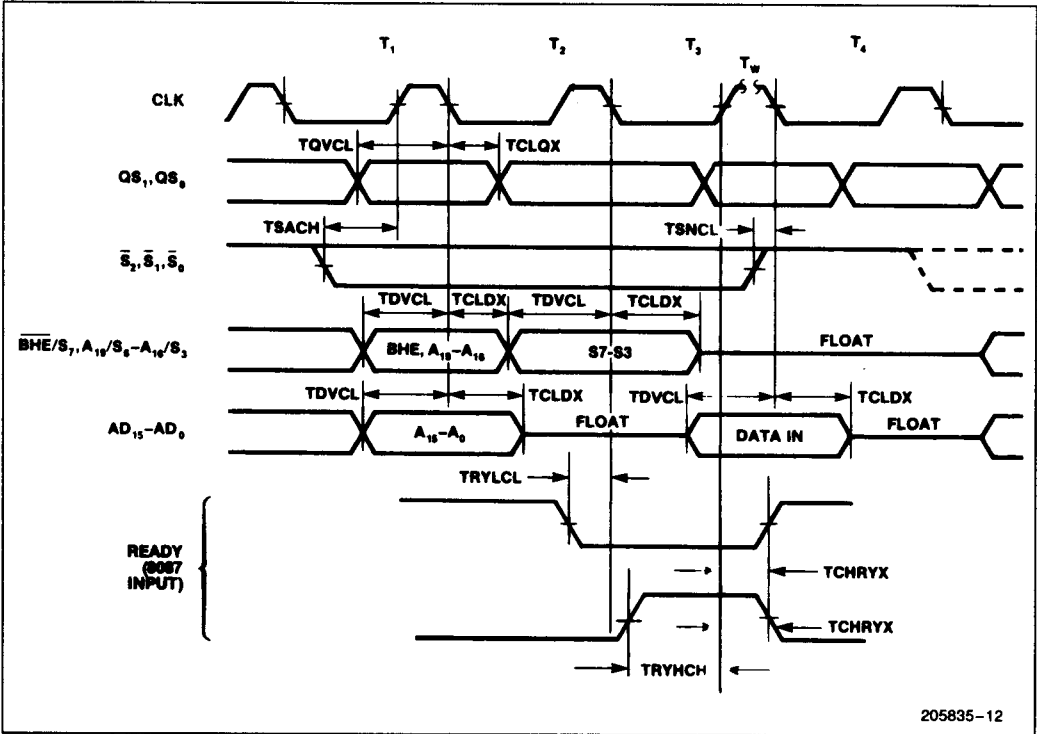 T₁ T₂ T₃ T₄
T_W
CLK
TQVCL TCLQX
QS₁, QS₀
TSACH TSNCL
S̅₂, S̅₁, S̅₀
TDVCL TCLDX TDVCL TCLDX
B̅H̅E̅/S₇, A₁₉/S₆–A₁₆/S₃ BHE, A₁₉–A₁₆ S7-S3 FLOAT
TDVCL TCLDX TDVCL TCLDX
AD₁₅–AD₀ A₁₅–A₀ FLOAT DATA IN FLOAT
TRYLCL
READY
(8087
INPUT)
TCHRYX
TCHRYX
TRYHCH
205835–12